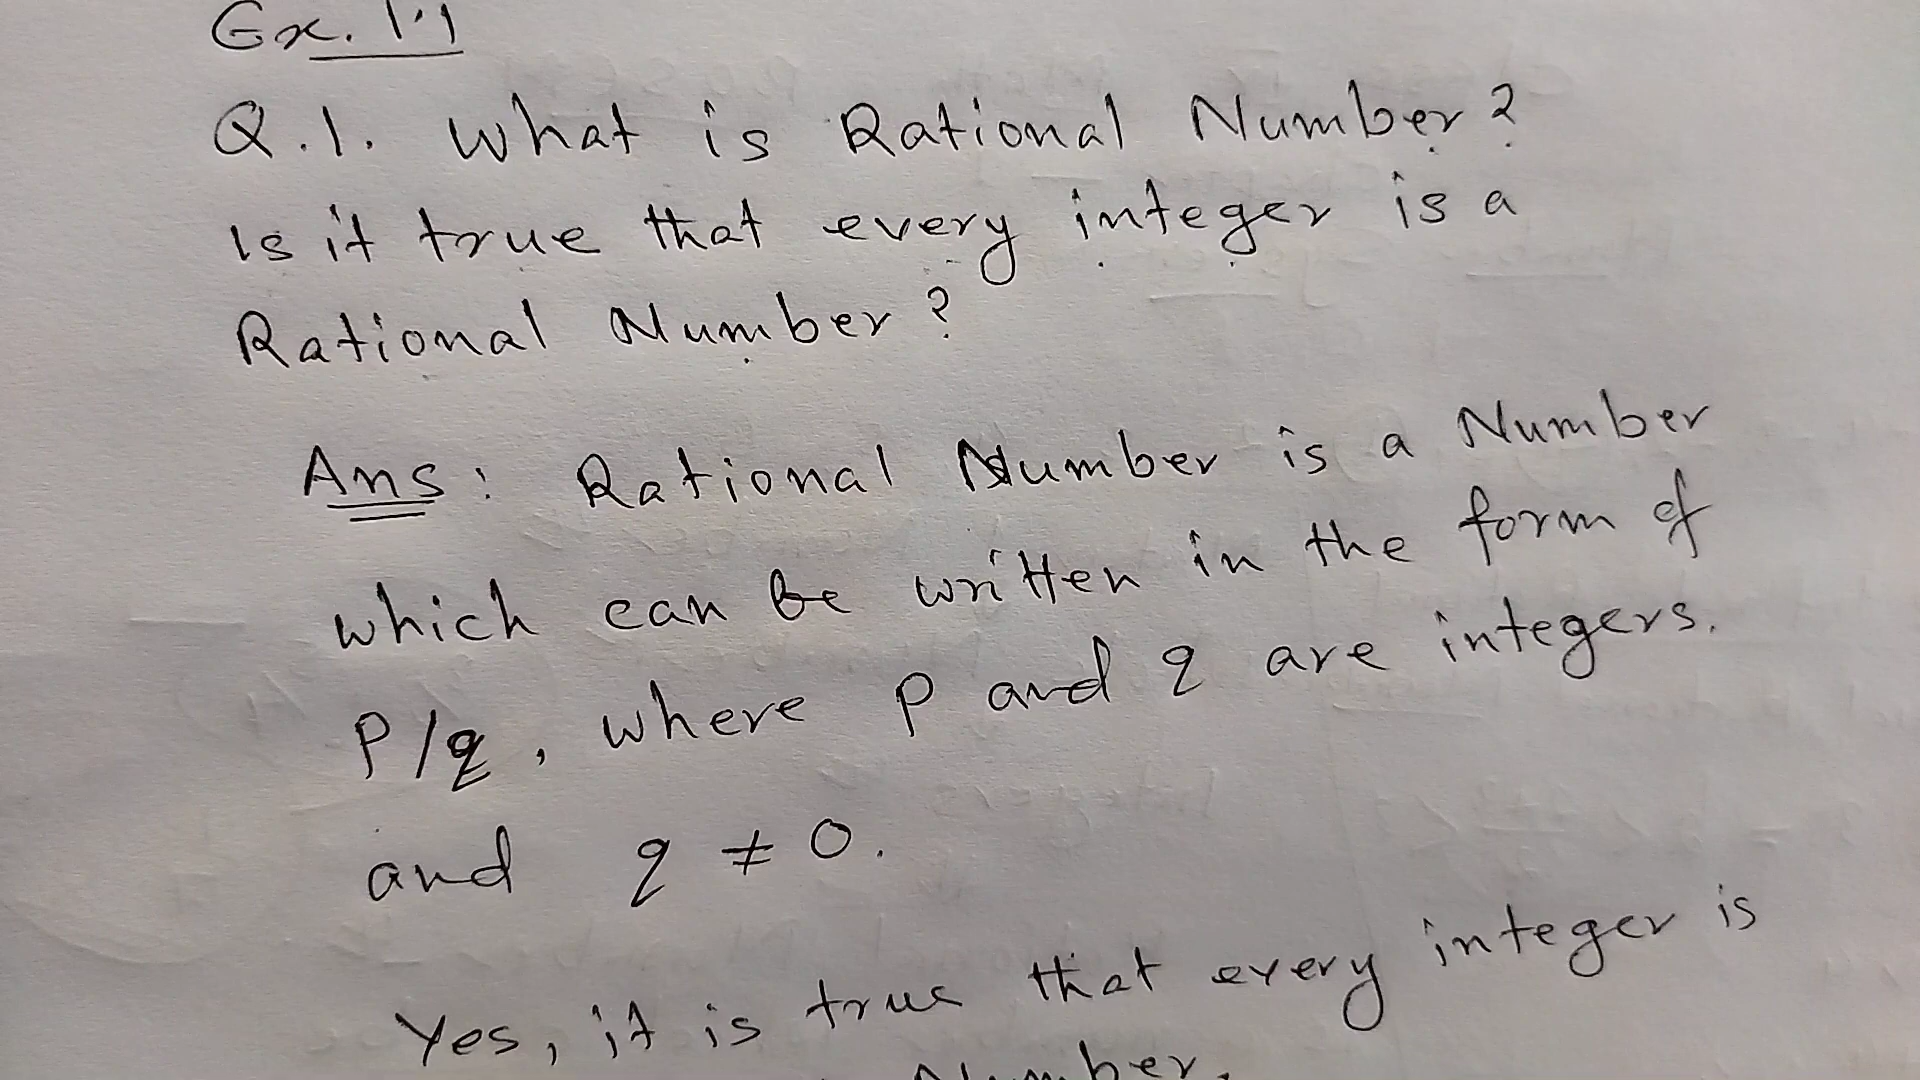 Ex. 1.1
Q.1. What is Rational Number?
Is it true that every integer is a
Rational Number?
Ans: Rational Number is a Number
which can be written in the form of
P/q, where p and q are integers.
and q ≠ 0.
Yes, it is true that every integer is
Number.